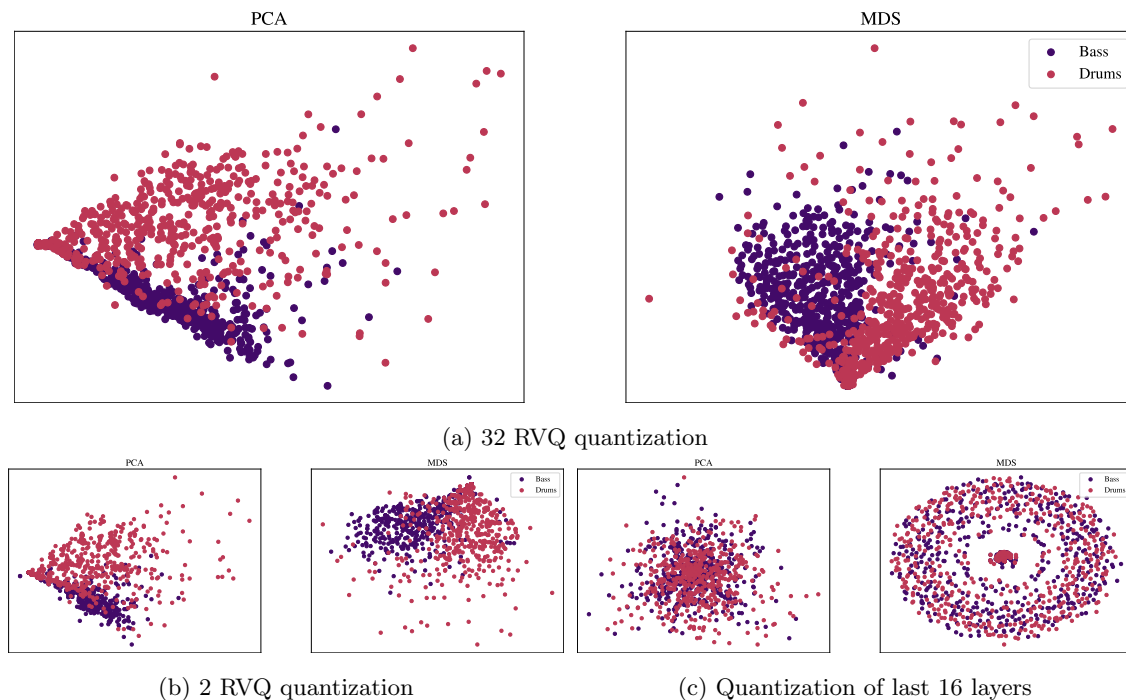 PCA
MDS
Bass
Drums
(a) 32 RVQ quantization
PCA
MDS
Bass
Drums
PCA
MDS
Bass
Drums
(b) 2 RVQ quantization
(c) Quantization of last 16 layers